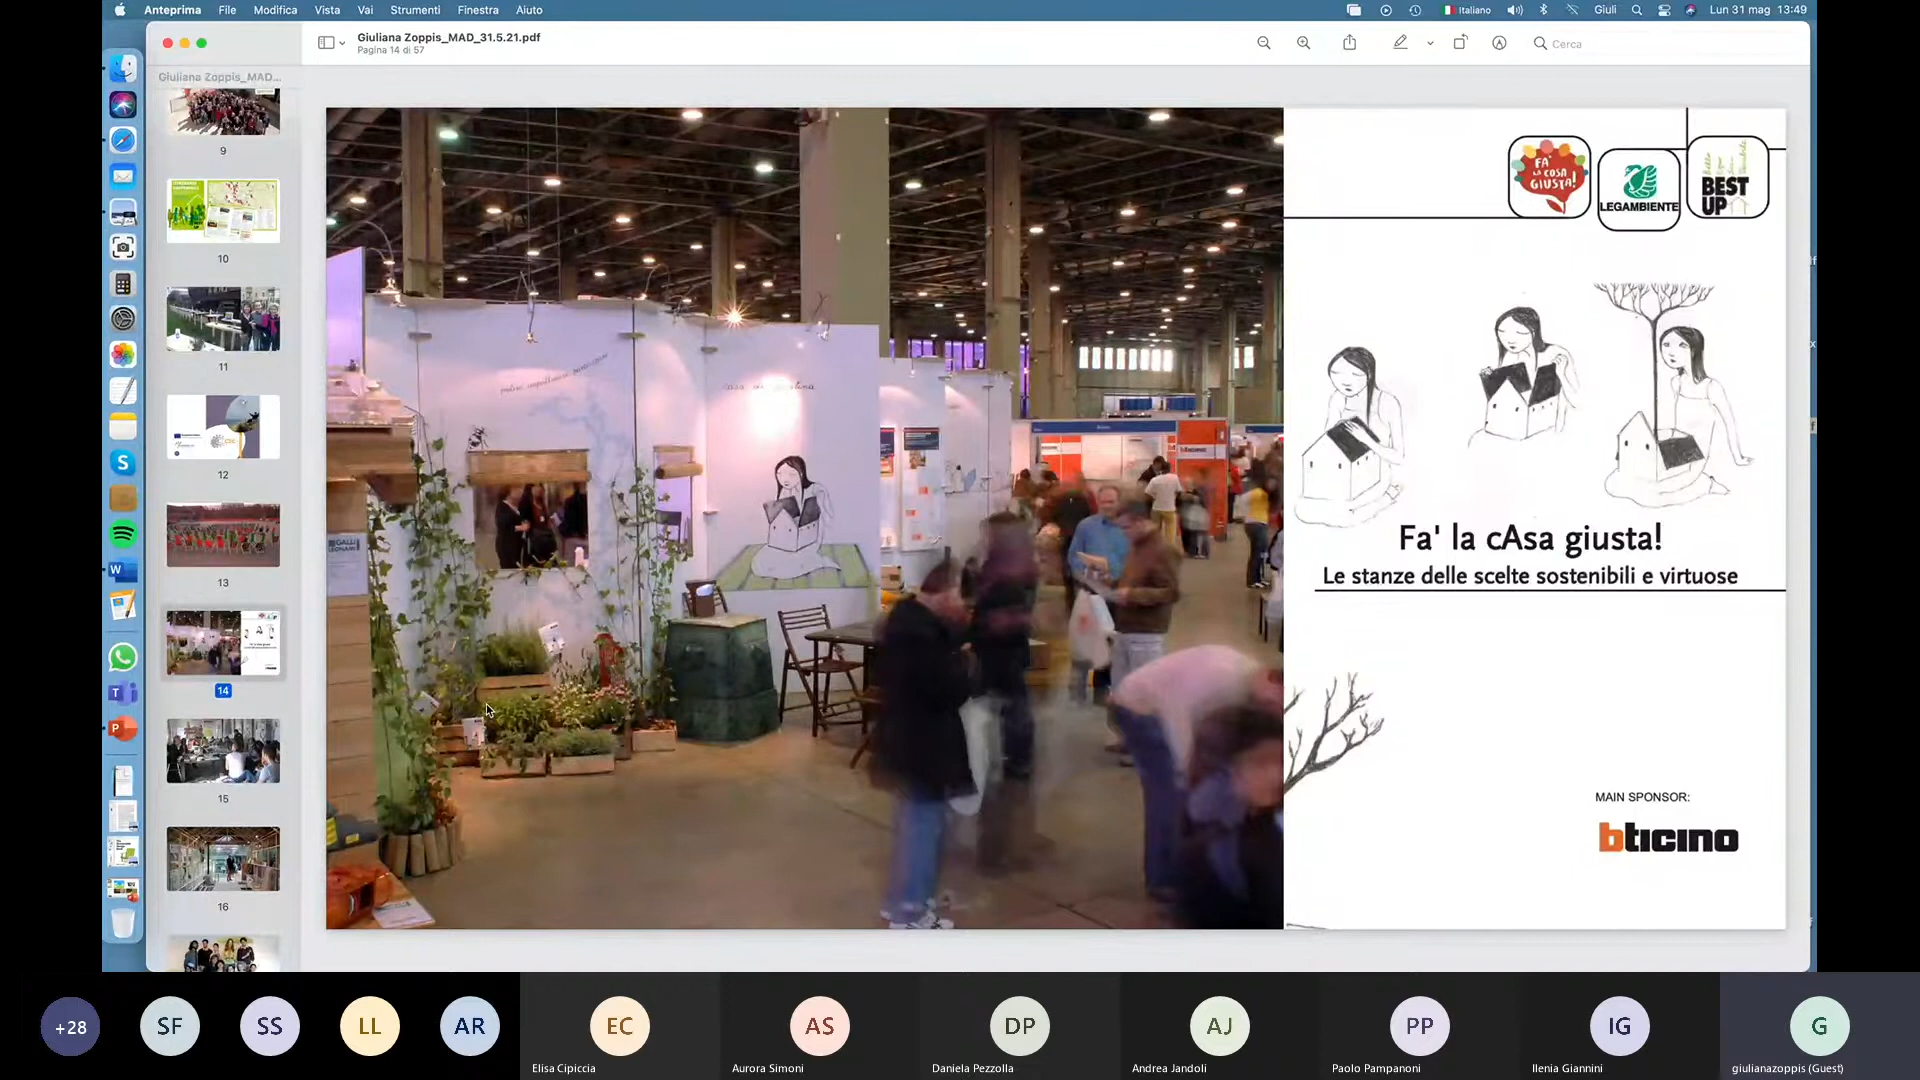 Anteprima File Modifica Vista Vai Strumenti Finestra Aiuto
Italiano Giuli Lun 31 mag 13:49
Giuliana Zoppis_MAD_31.5.21.pdf
Pagina 14 di 57
Cerca
Giuliana Zoppis_MAD...
9
10
11
12
13
14
15
16
FA' LA COSA GIUSTA!
LEGAMBIENTE
BEST UP
casa
GALLI
LEGNAMI
bticino
Fa' la cAsa giusta!
Le stanze delle scelte sostenibili e virtuose
MAIN SPONSOR:
bticino
+28 SF SS LL AR EC AS DP AJ PP IG G
Elisa Cipiccia Aurora Simoni Daniela Pezzolla Andrea Jandoli Paolo Pampanoni Ilenia Giannini giulianazoppis (Guest)